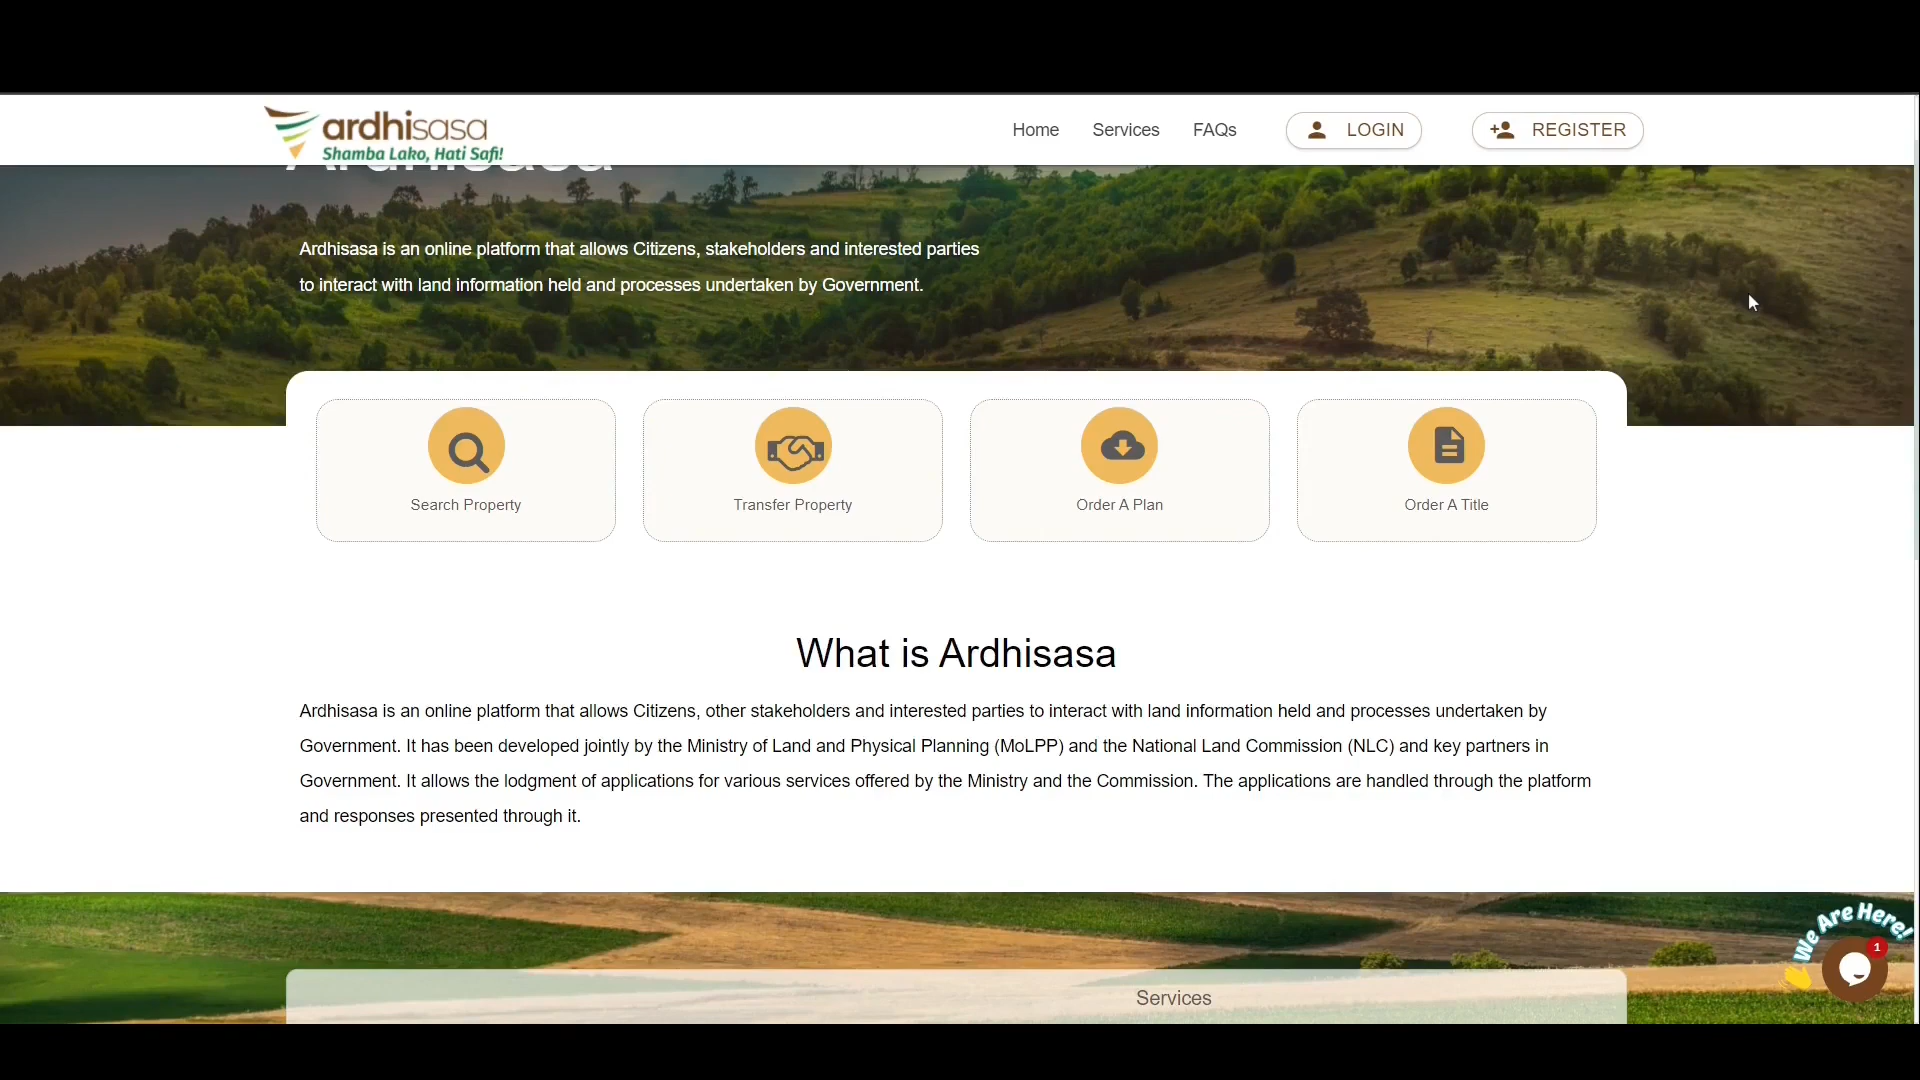 ardhisasa
Shamba Lako, Hati Safi!
Home Services FAQs LOGIN REGISTER
Ardhisasa
Ardhisasa is an online platform that allows Citizens, stakeholders and interested parties
to interact with land information held and processes undertaken by Government.
Search Property Transfer Property Order A Plan Order A Title
What is Ardhisasa
Ardhisasa is an online platform that allows Citizens, other stakeholders and interested parties to interact with land information held and processes undertaken by
Government. It has been developed jointly by the Ministry of Land and Physical Planning (MoLPP) and the National Land Commission (NLC) and key partners in
Government. It allows the lodgment of applications for various services offered by the Ministry and the Commission. The applications are handled through the platform
and responses presented through it.
We Are Here!
1
Services